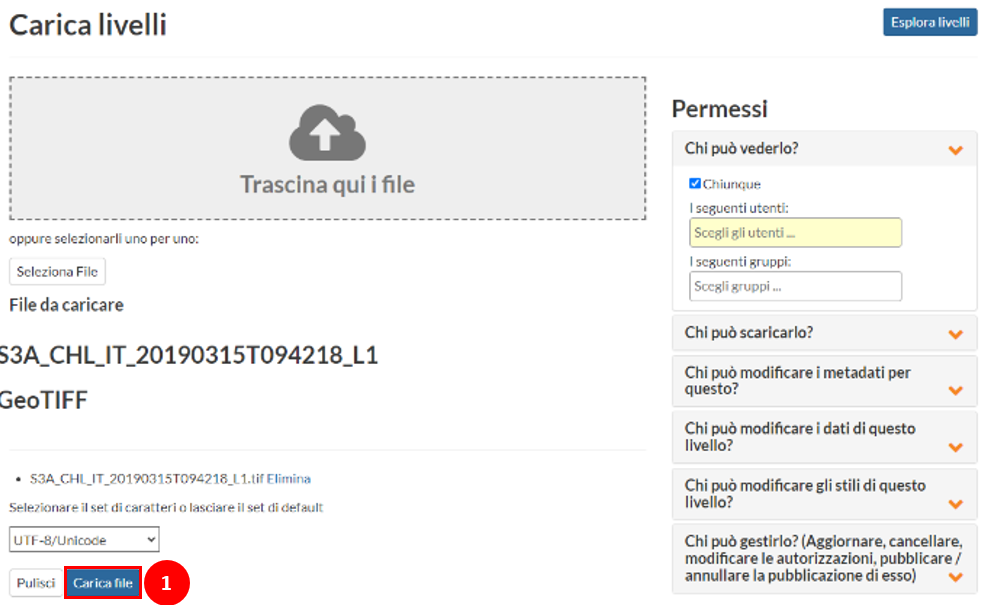 Carica livelli
Esplora livelli
Trascina qui i file
oppure selezionarli uno per uno:
Seleziona File
File da caricare
S3A_CHL_IT_20190315T094218_L1
GeoTIFF
S3A_CHL_IT_20190315T094218_L1.tif Elimina
Selezionare il set di caratteri o lasciare il set di default
UTF-8/Unicode
Pulisci
Carica file
1
Permessi
Chi può vederlo?
Chiunque
I seguenti utenti:
Scegli gli utenti ...
I seguenti gruppi:
Scegli gruppi ...
Chi può scaricarlo?
Chi può modificare i metadati per
questo?
Chi può modificare i dati di questo
livello?
Chi può modificare gli stili di questo
livello?
Chi può gestirlo? (Aggiornare, cancellare,
modificare le autorizzazioni, pubblicare /
annullare la pubblicazione di esso)